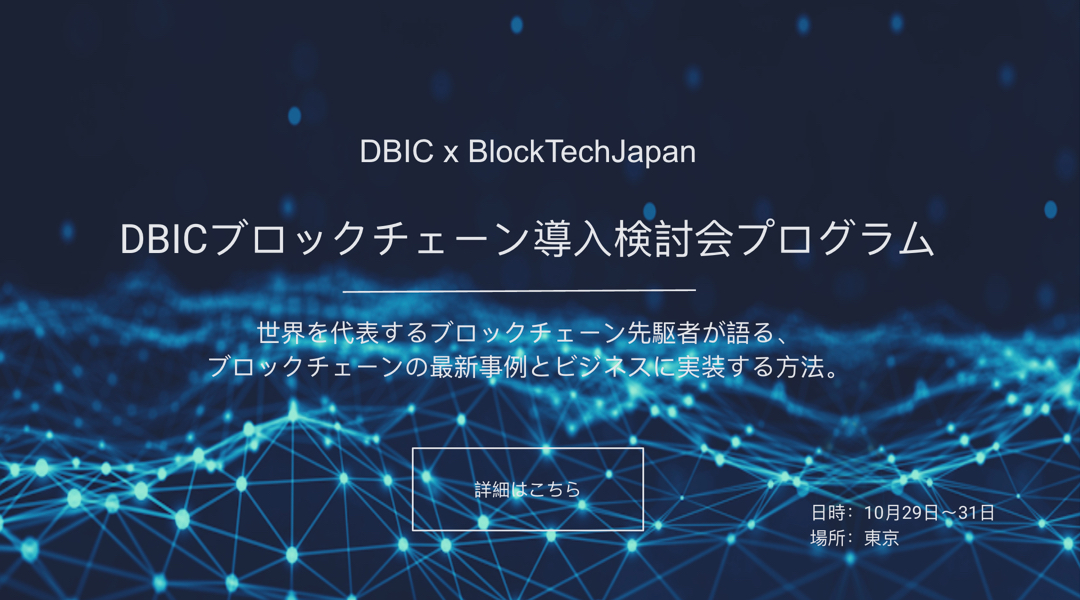 DBIC x BlockTechJapan
DBICブロックチェーン導入検討会プログラム
世界を代表するブロックチェーン先駆者が語る、
ブロックチェーンの最新事例とビジネスに実装する方法。
詳細はこちら
日時：10月29日〜31日
場所：東京